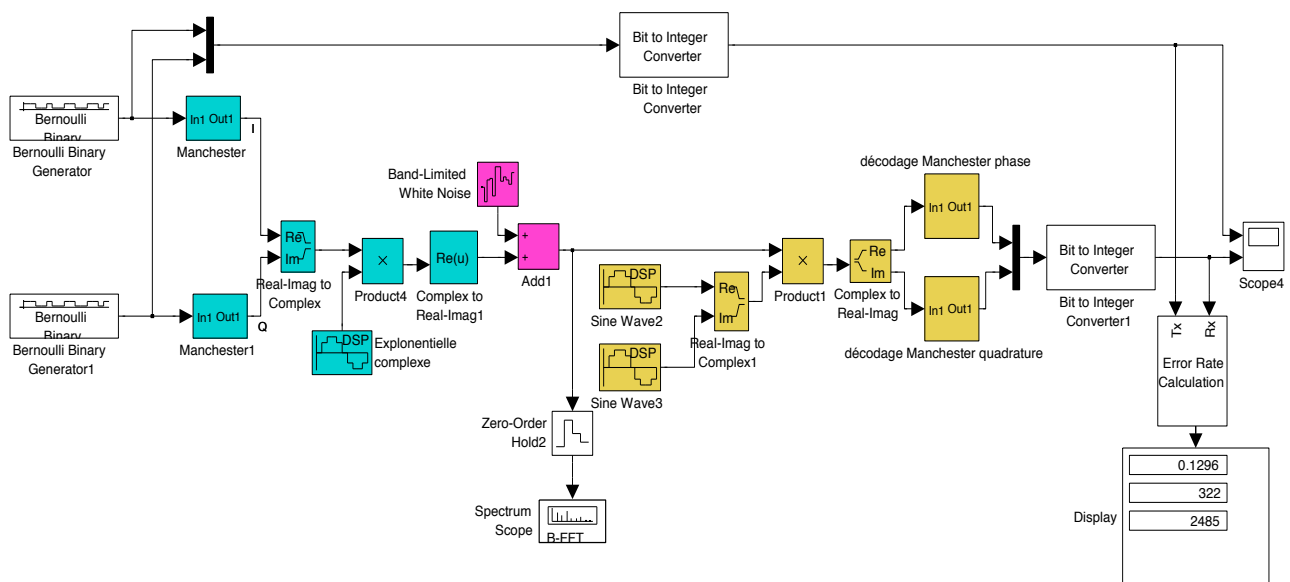 Bit to Integer
Converter
Bit to Integer
Converter
Bernoulli
Binary
Bernoulli Binary
Generator
In1 Out1
Manchester
I
Bernoulli
Binary
Bernoulli Binary
Generator1
In1 Out1
Manchester1
Q
Re
Im
Real-Imag to
Complex
×
Product4
DSP
Explonentielle
complexe
Re(u)
Complex to
Real-Imag1
Band-Limited
White Noise
+
+
Add1
Zero-Order
Hold2
Spectrum
Scope
B-FFT
DSP
Sine Wave2
DSP
Sine Wave3
Re
Im
Real-Imag to
Complex1
×
Product1
Re
Im
Complex to
Real-Imag
décodage Manchester phase
In1 Out1
In1 Out1
décodage Manchester quadrature
Bit to Integer
Converter
Bit to Integer
Converter1
Scope4
Tx
Rx
Error Rate
Calculation
Display
0.1296
322
2485